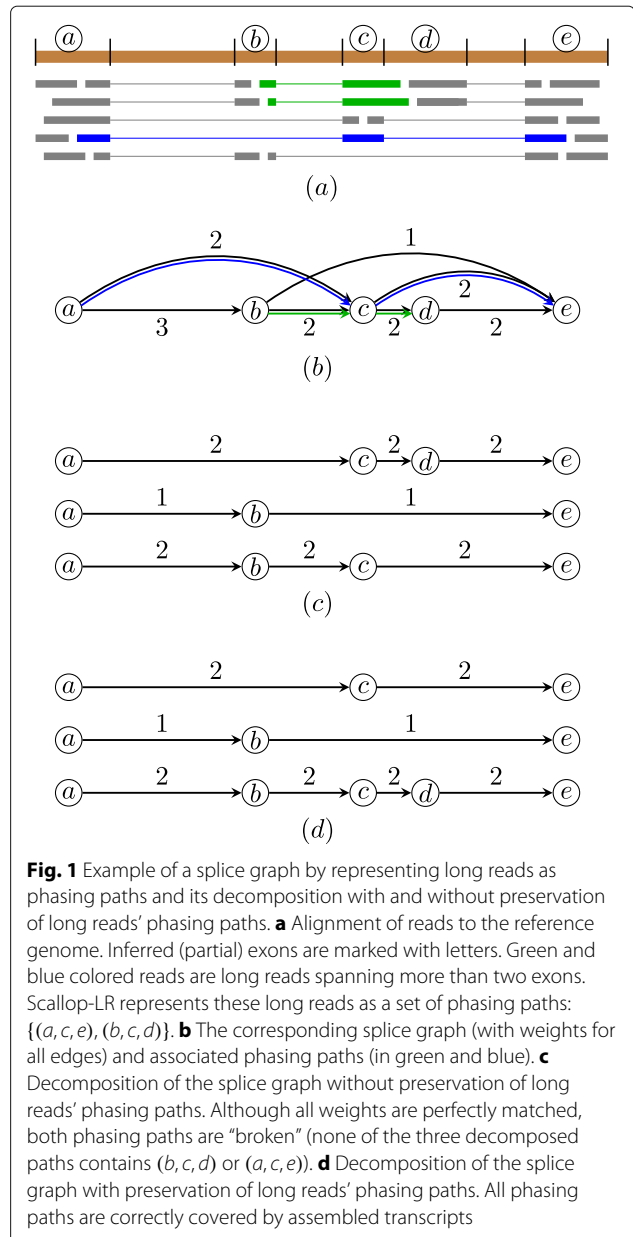 a b c d e
(a)
2 1
2
a b c d e
3 2 2 2
(b)
2 2 2
a c d e
1 1
a b e
2 2 2
a b c e
(c)
2 2
a c e
1 1
a b e
2 2 2 2
a b c d e
(d)
Fig. 1 Example of a splice graph by representing long reads as
phasing paths and its decomposition with and without preservation
of long reads’ phasing paths. a Alignment of reads to the reference
genome. Inferred (partial) exons are marked with letters. Green and
blue colored reads are long reads spanning more than two exons.
Scallop-LR represents these long reads as a set of phasing paths:
{(a, c, e), (b, c, d)}. b The corresponding splice graph (with weights for
all edges) and associated phasing paths (in green and blue). c
Decomposition of the splice graph without preservation of long
reads’ phasing paths. Although all weights are perfectly matched,
both phasing paths are “broken” (none of the three decomposed
paths contains (b, c, d) or (a, c, e)). d Decomposition of the splice
graph with preservation of long reads’ phasing paths. All phasing
paths are correctly covered by assembled transcripts